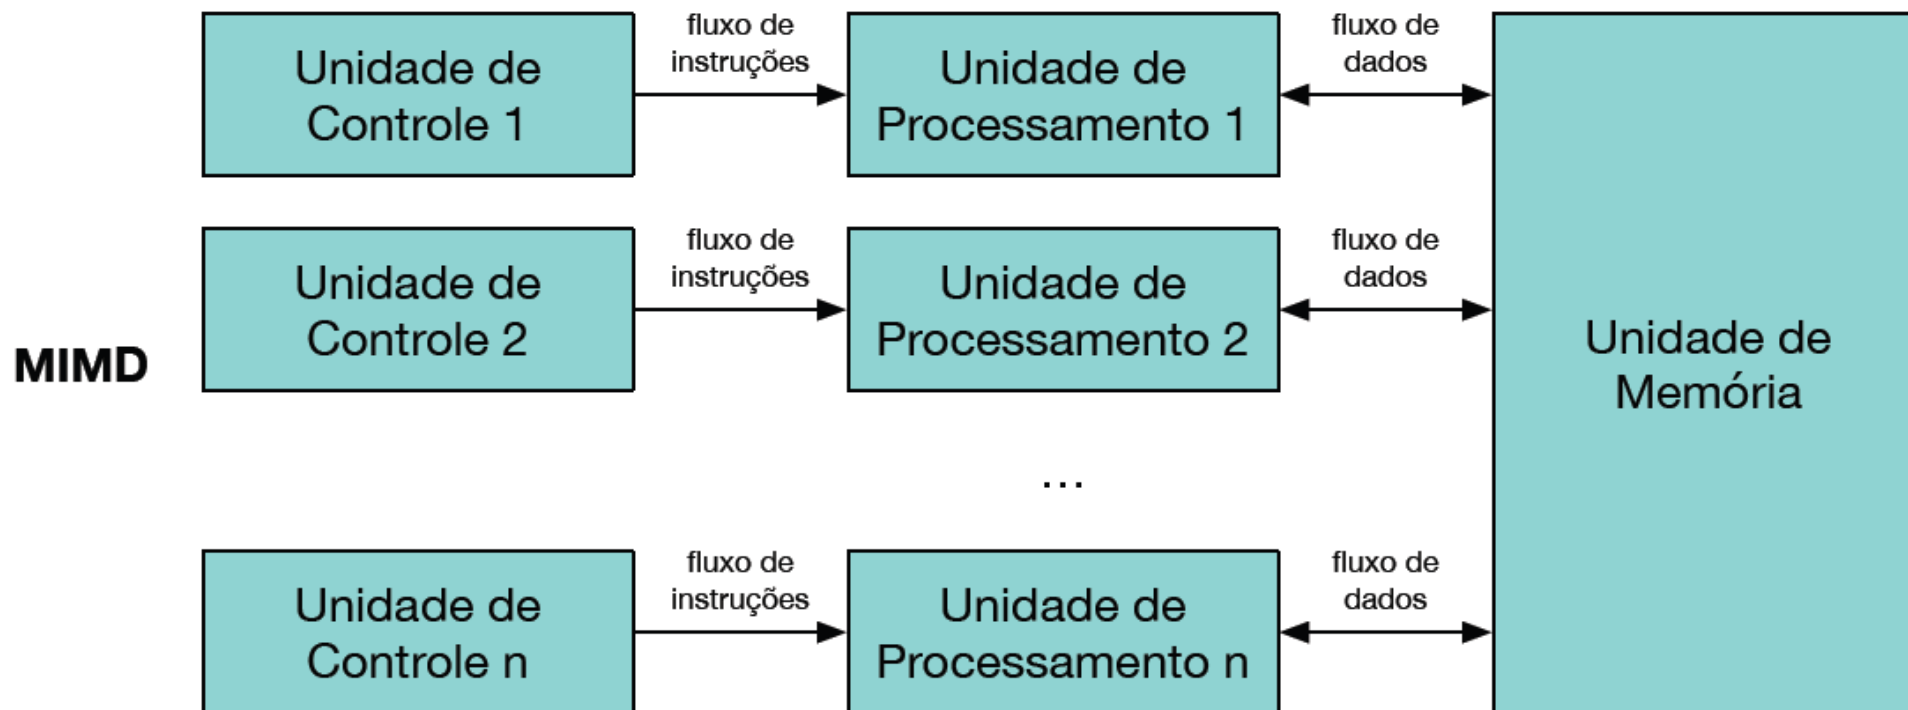 fluxo de
instruções
fluxo de
dados
Unidade de
Controle 1
Unidade de
Processamento 1
fluxo de
instruções
fluxo de
dados
Unidade de
Controle 2
Unidade de
Processamento 2
MIMD
Unidade de
Memória
...
fluxo de
instruções
fluxo de
dados
Unidade de
Controle n
Unidade de
Processamento n